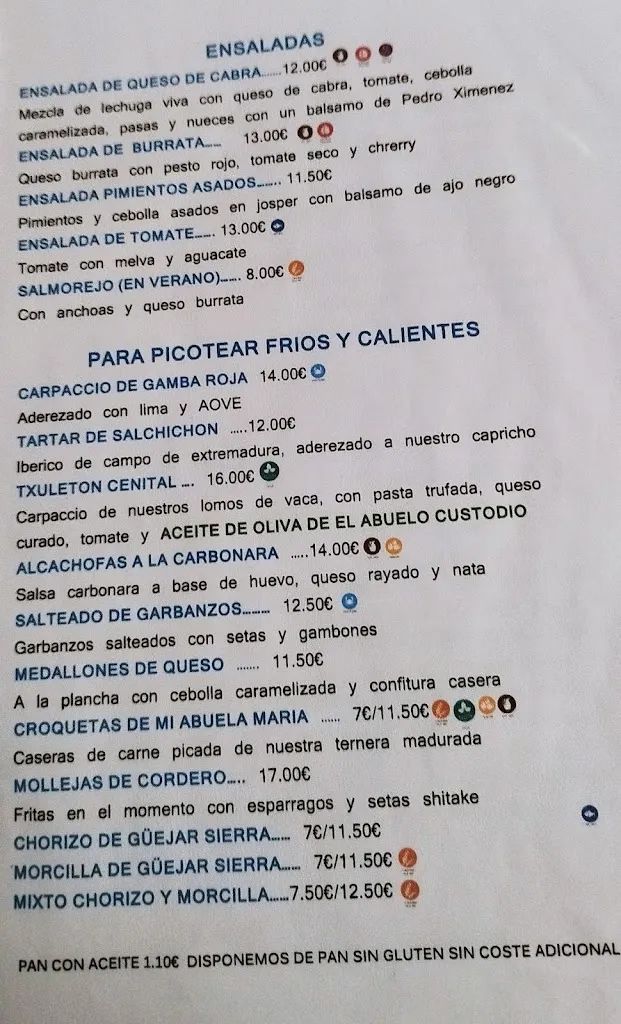 ENSALADAS
ENSALADA DE QUESO DE CABRA......12.00€
Mezcla de lechuga viva con queso de cabra, tomate, cebolla
caramelizada, pasas y nueces con un balsamo de Pedro Ximenez
ENSALADA DE BURRATA..... 13.00€
Queso burrata con pesto rojo, tomate seco y chrerry
ENSALADA PIMIENTOS ASADOS........ 11.50€
Pimientos y cebolla asados en josper con balsamo de ajo negro
ENSALADA DE TOMATE....... 13.00€
Tomate con melva y aguacate
SALMOREJO (EN VERANO)....... 8.00€
Con anchoas y queso burrata
PARA PICOTEAR FRIOS Y CALIENTES
CARPACCIO DE GAMBA ROJA 14.00€
Aderezado con lima y AOVE
TARTAR DE SALCHICHON .....12.00€
Iberico de campo de extremadura, aderezado a nuestro capricho
TXULETON CENITAL .... 16.00€
Carpaccio de nuestros lomos de vaca, con pasta trufada, queso
curado, tomate y ACEITE DE OLIVA DE EL ABUELO CUSTODIO
ALCACHOFAS A LA CARBONARA .....14.00€
Salsa carbonara a base de huevo, queso rayado y nata
SALTEADO DE GARBANZOS......... 12.50€
Garbanzos salteados con setas y gambones
MEDALLONES DE QUESO ....... 11.50€
A la plancha con cebolla caramelizada y confitura casera
CROQUETAS DE MI ABUELA MARIA ...... 7€/11.50€
Caseras de carne picada de nuestra ternera madurada
MOLLEJAS DE CORDERO..... 17.00€
Fritas en el momento con esparragos y setas shitake
CHORIZO DE GÜEJAR SIERRA...... 7€/11.50€
MORCILLA DE GÜEJAR SIERRA...... 7€/11.50€
MIXTO CHORIZO Y MORCILLA......7.50€/12.50€
PAN CON ACEITE 1.10€ DISPONEMOS DE PAN SIN GLUTEN SIN COSTE ADICIONAL